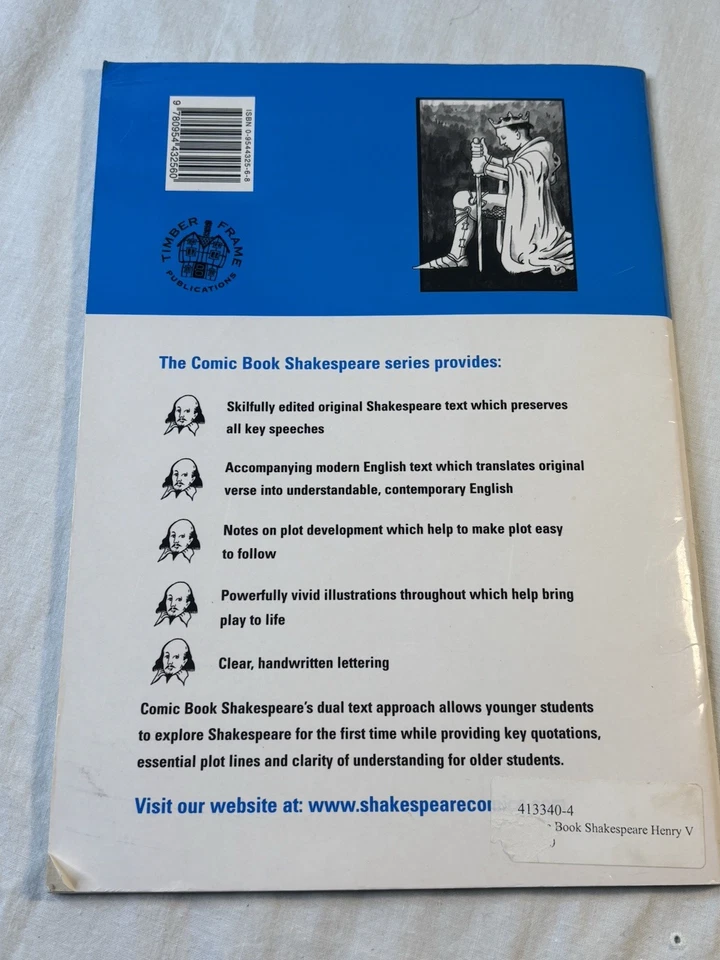 ISBN 0-9544325-6-8
9 780954 432560
TIMBER FRAME
PUBLICATIONS
The Comic Book Shakespeare series provides:
Skilfully edited original Shakespeare text which preserves
all key speeches
Accompanying modern English text which translates original
verse into understandable, contemporary English
Notes on plot development which help to make plot easy
to follow
Powerfully vivid illustrations throughout which help bring
play to life
Clear, handwritten lettering
Comic Book Shakespeare's dual text approach allows younger students
to explore Shakespeare for the first time while providing key quotations,
essential plot lines and clarity of understanding for older students.
Visit our website at: www.shakespearecom
413340-4
Book Shakespeare Henry V